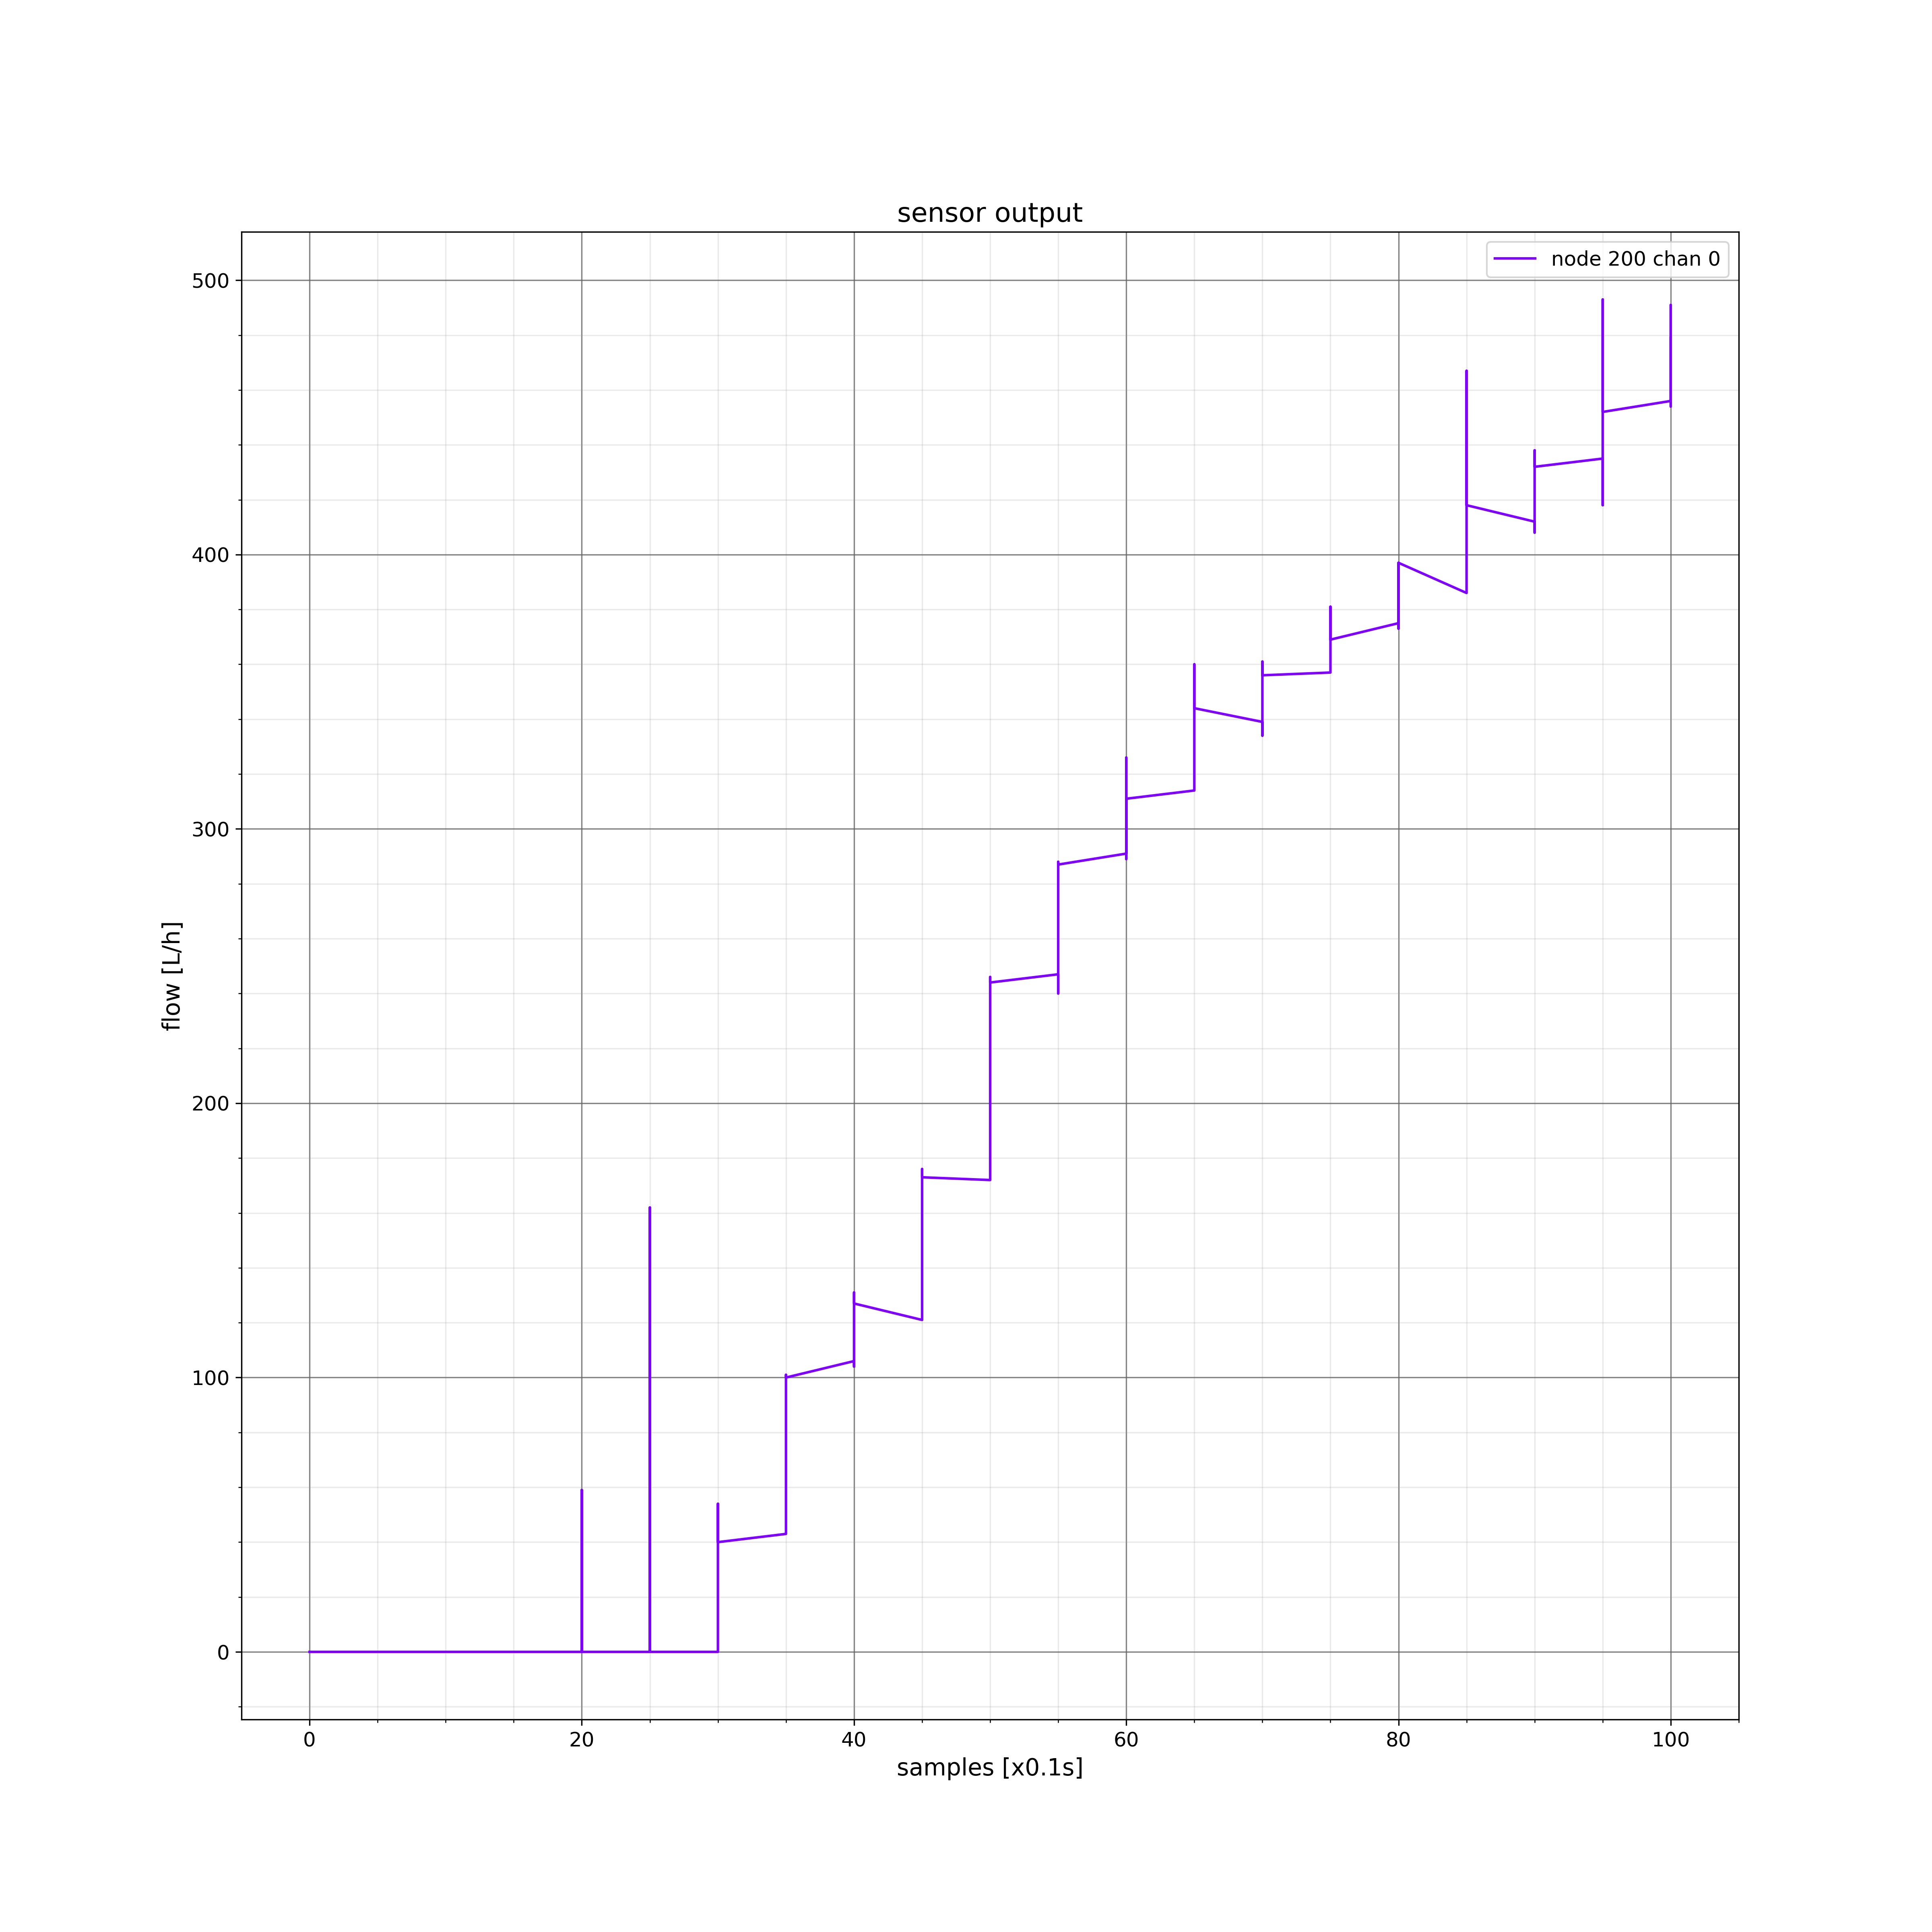 sensor output
node 200 chan 0
500
400
300
200
100
0
flow [L/h]
0 20 40 60 80 100
samples [x0.1s]